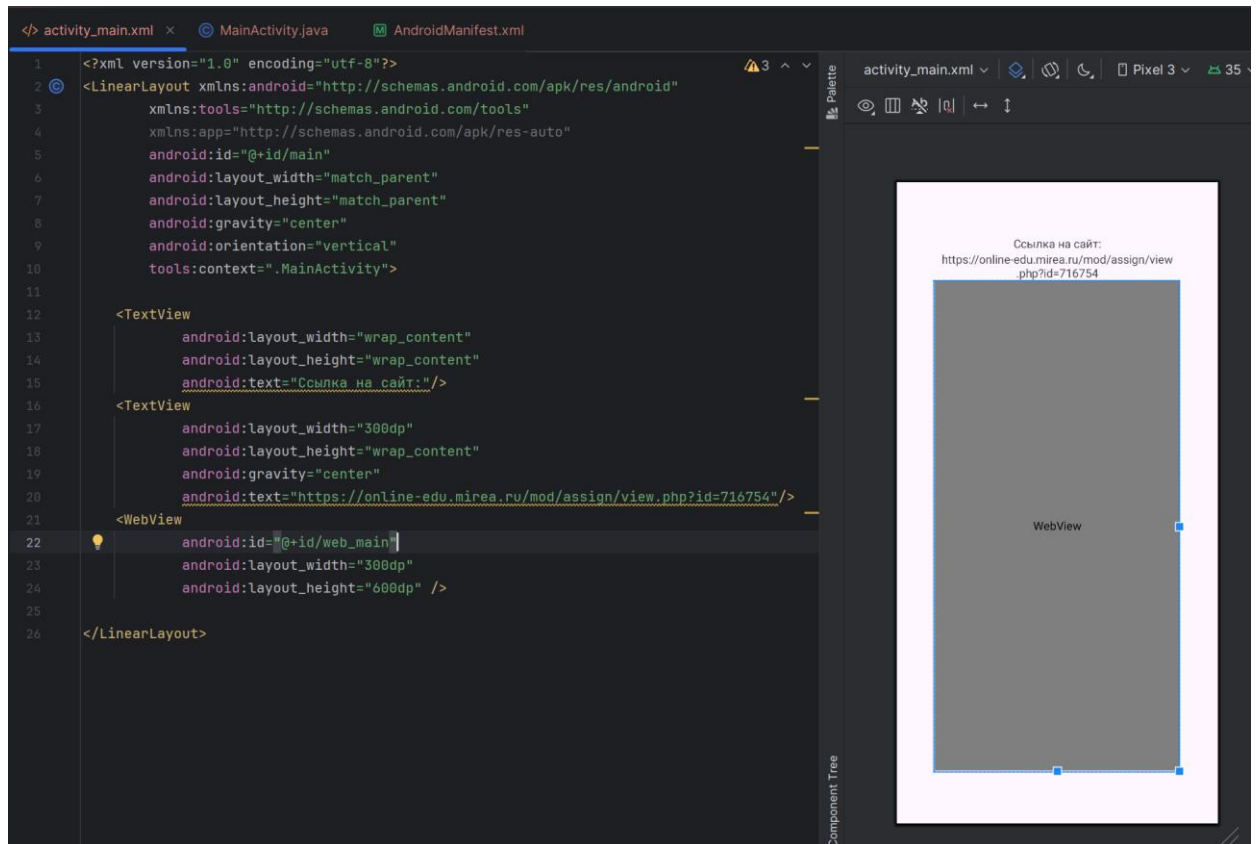 activity_main.xml
MainActivity.java
AndroidManifest.xml
1 <?xml version="1.0" encoding="utf-8"?>
3
2 <LinearLayout xmlns:android="http://schemas.android.com/apk/res/android"
3 xmlns:tools="http://schemas.android.com/tools"
4 xmlns:app="http://schemas.android.com/apk/res-auto"
5 android:id="@+id/main"
6 android:layout_width="match_parent"
7 android:layout_height="match_parent"
8 android:gravity="center"
9 android:orientation="vertical"
10 tools:context=".MainActivity">
11
12 <TextView
13 android:layout_width="wrap_content"
14 android:layout_height="wrap_content"
15 android:text="Ссылка на сайт:"/>
16 <TextView
17 android:layout_width="300dp"
18 android:layout_height="wrap_content"
19 android:gravity="center"
20 android:text="https://online-edu.mirea.ru/mod/assign/view.php?id=716754"/>
21 <WebView
22 android:id="@+id/web_main"
23 android:layout_width="300dp"
24 android:layout_height="600dp" />
25
26 </LinearLayout>
Palette
activity_main.xml
Pixel 3
35
Ссылка на сайт:
https://online-edu.mirea.ru/mod/assign/view
.php?id=716754
WebView
Component Tree